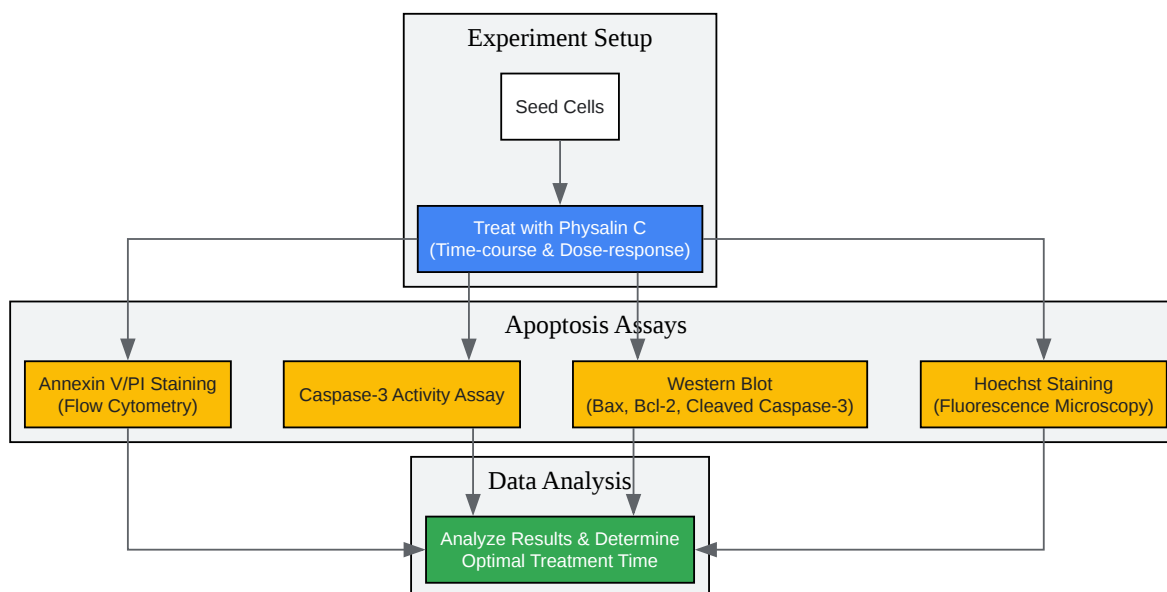 Experiment Setup
Seed Cells
Treat with Physalin C
(Time-course & Dose-response)
Apoptosis Assays
Annexin V/PI Staining
(Flow Cytometry)
Caspase-3 Activity Assay
Western Blot
(Bax, Bcl-2, Cleaved Caspase-3)
Hoechst Staining
(Fluorescence Microscopy)
Data Analysis
Analyze Results & Determine
Optimal Treatment Time